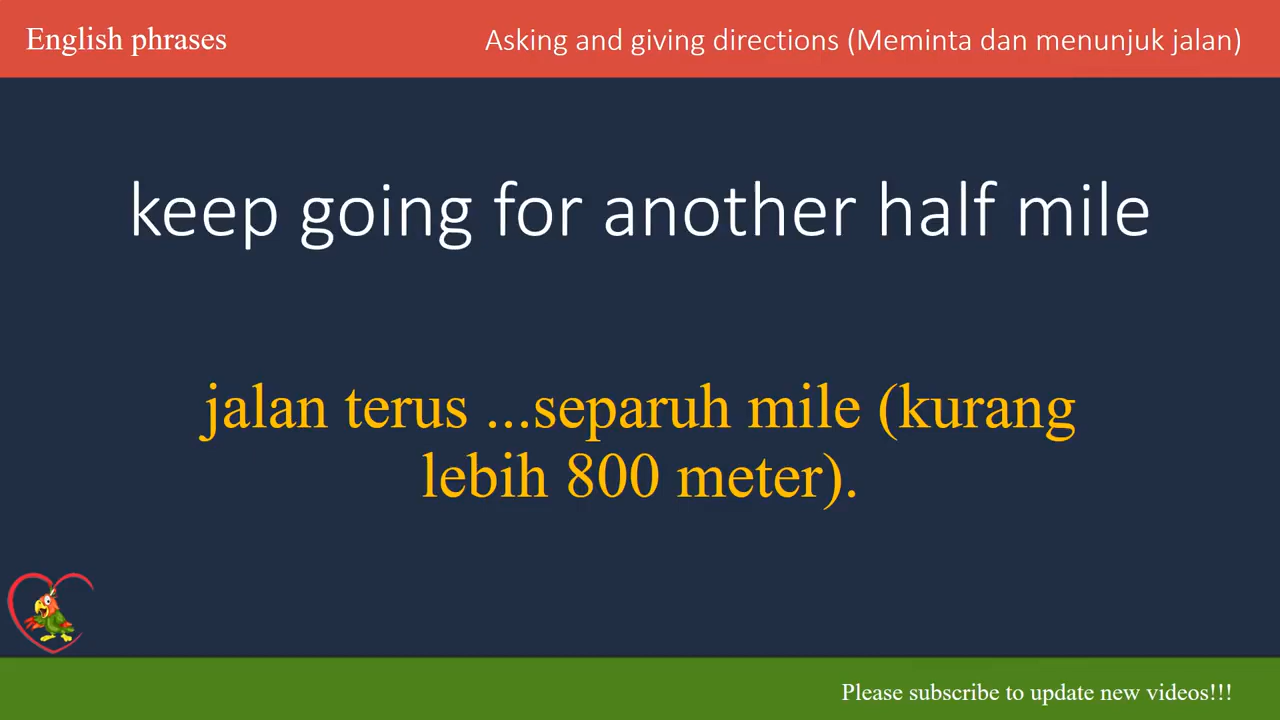 English phrases
Asking and giving directions (Meminta dan menunjuk jalan)
keep going for another half mile
jalan terus ...separuh mile (kurang
lebih 800 meter).
Please subscribe to update new videos!!!